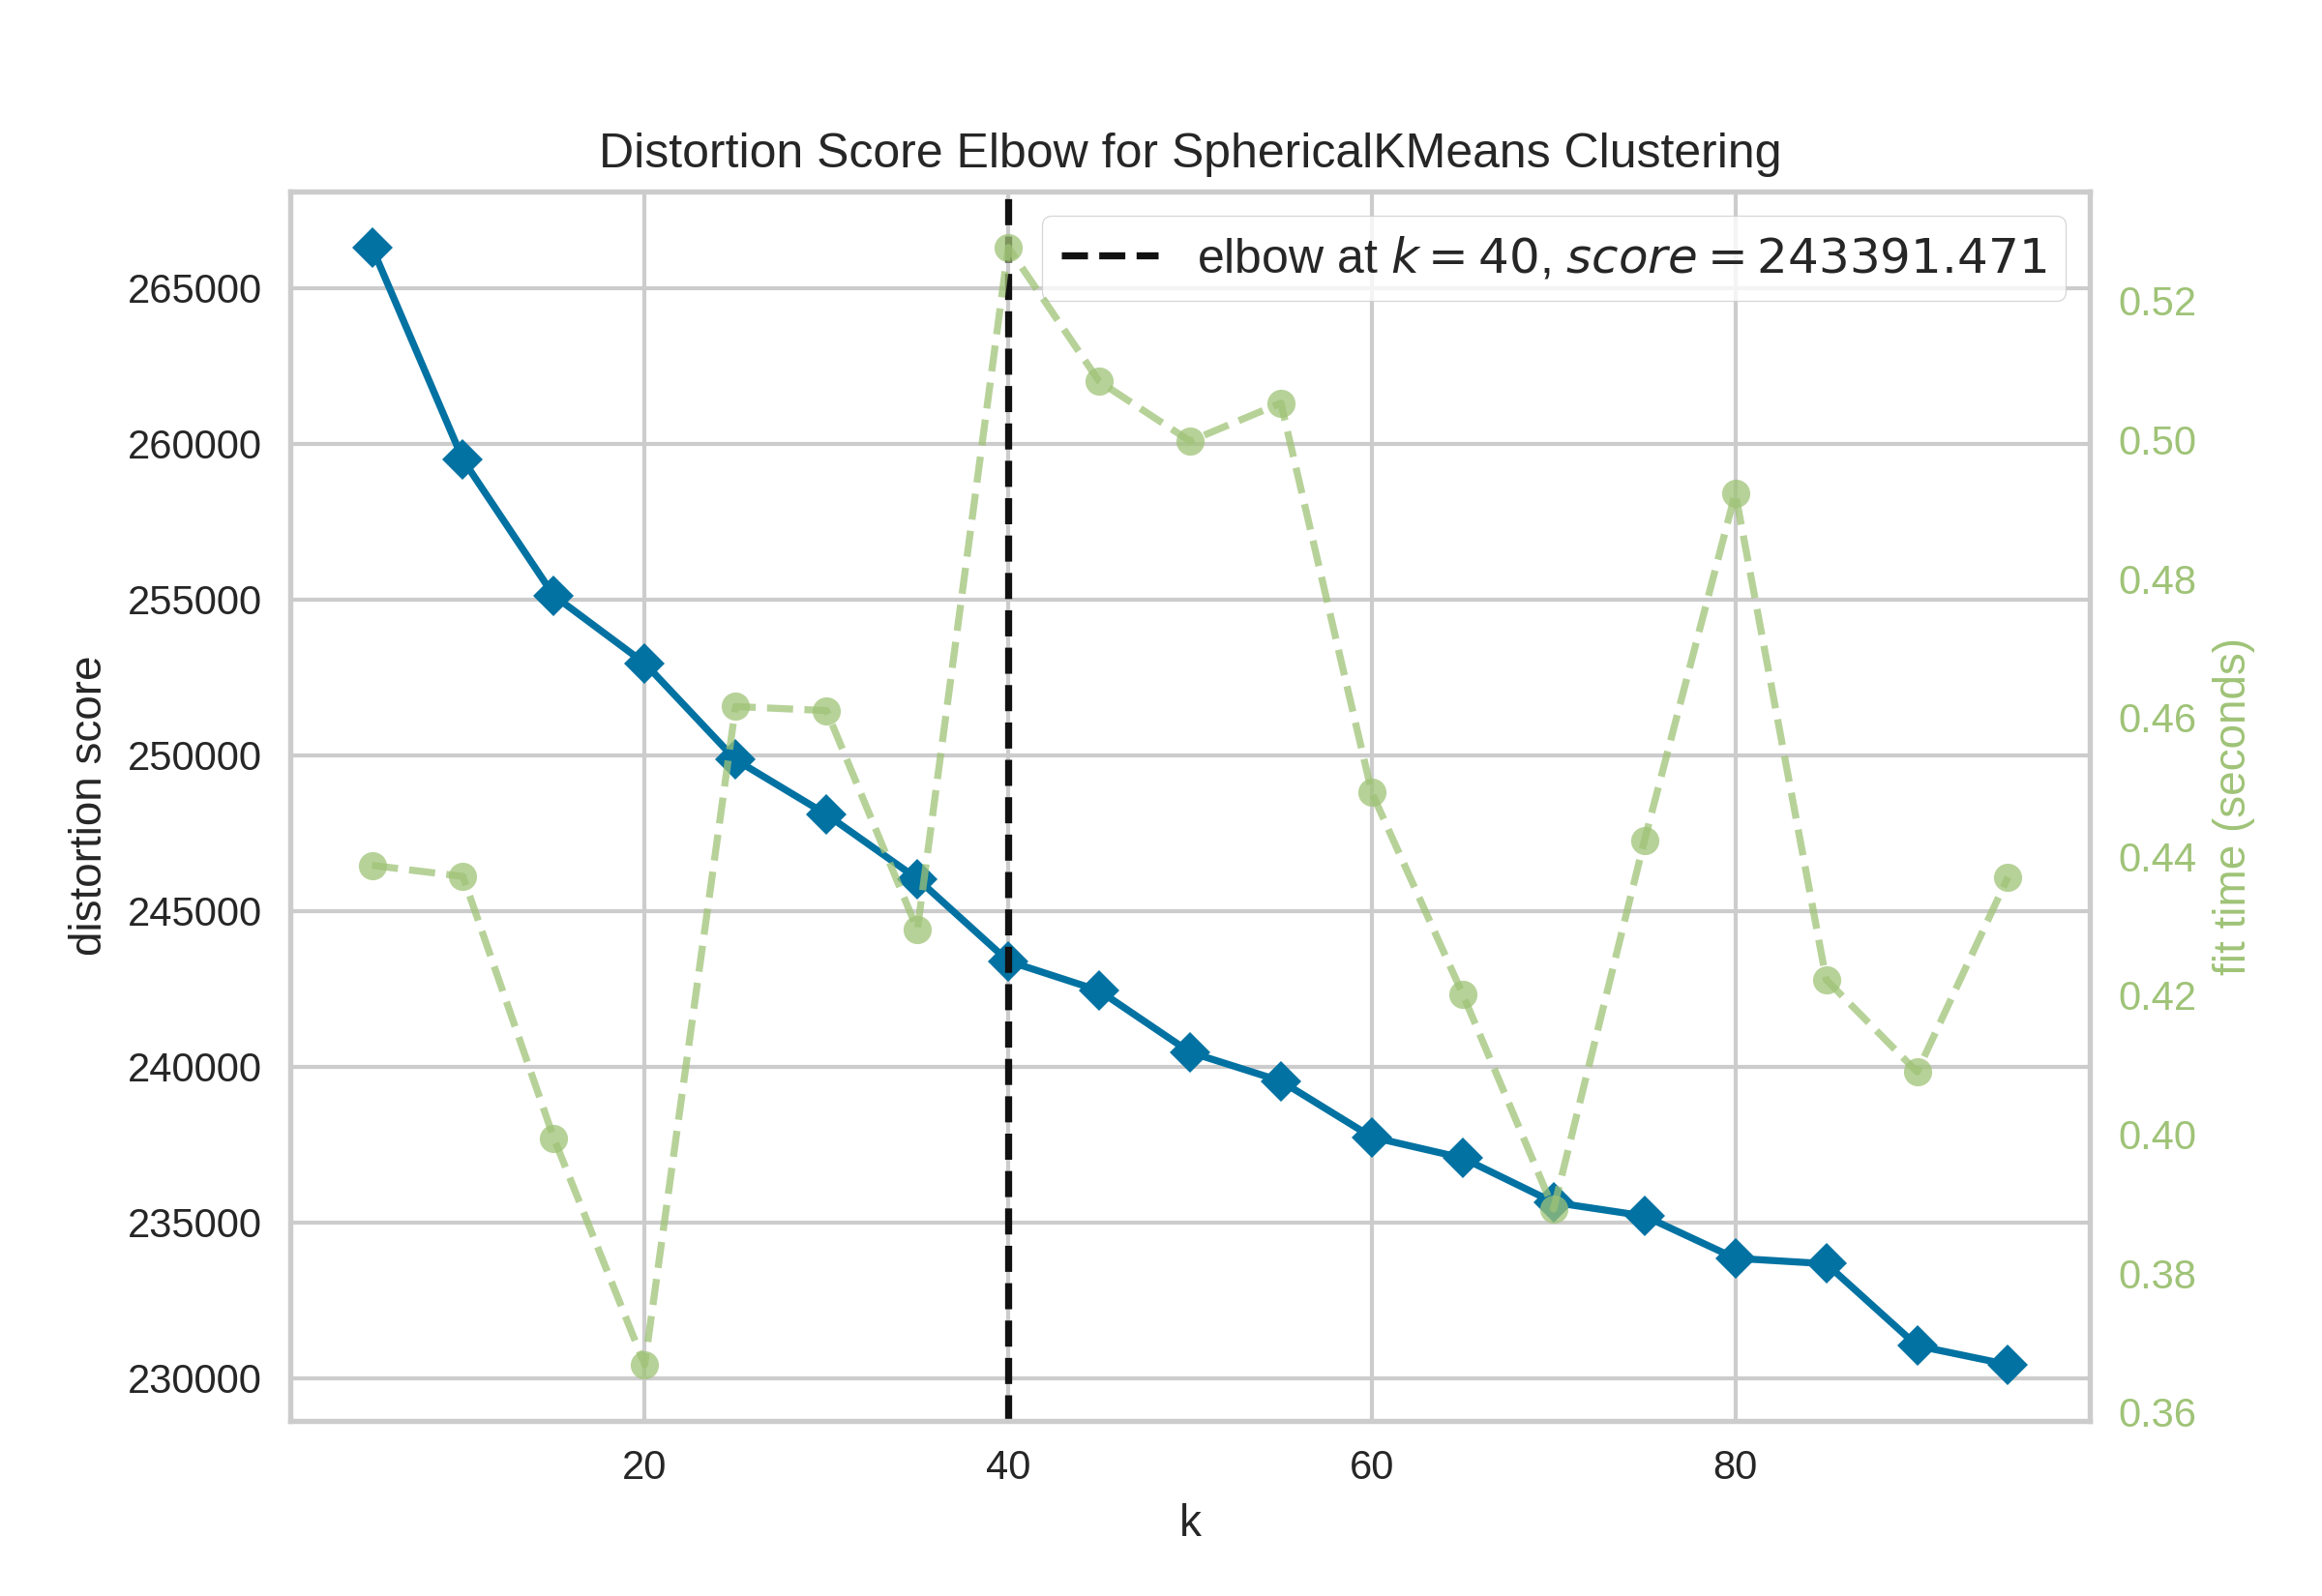 Distortion Score Elbow for SphericalKMeans Clustering
elbow at k = 40, score = 243391.471
265000
260000
255000
250000
245000
240000
235000
230000
distortion score
0.52
0.50
0.48
0.46
0.44
0.42
0.40
0.38
0.36
fit time (seconds)
20 40 60 80
k